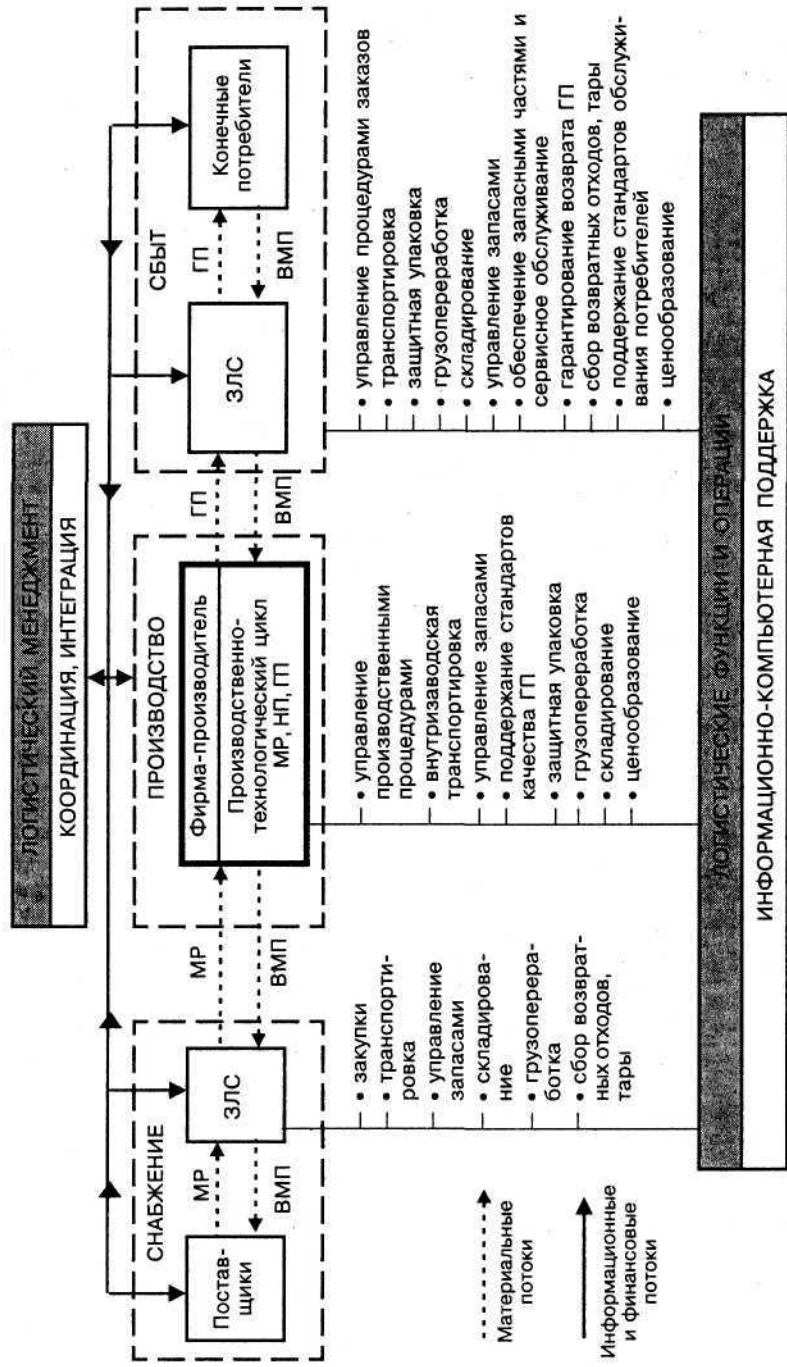 ЛОГИСТИЧЕСКИЙ МЕНЕДЖМЕНТ
КООРДИНАЦИЯ, ИНТЕГРАЦИЯ
СНАБЖЕНИЕ
Постав-
щики
МР
ВМП
ЗЛС
МР
ВМП
ПРОИЗВОДСТВО
Фирма-производитель
Производственно-
технологический цикл
МР, НП, ГП
ГП
ВМП
СБЫТ
ЗЛС
ГП
ВМП
Конечные
потребители
• закупки
• транспорти-
ровка
• управление
запасами
• складирова-
ние
• грузоперера-
ботка
• сбор возврат-
ных отходов,
тары
• управление
производственными
процедурами
• внутризаводская
транспортировка
• управление запасами
• поддержание стандартов
качества ГП
• защитная упаковка
• грузопереработка
• складирование
• ценообразование
• управление процедурами заказов
• транспортировка
• защитная упаковка
• грузопереработка
• складирование
• управление запасами
• обеспечение запасными частями и
сервисное обслуживание
• гарантирование возврата ГП
• сбор возвратных отходов, тары
• поддержание стандартов обслужи-
вания потребителей
• ценообразование
Материальные
потоки
Информационные
и финансовые
потоки
ЛОГИСТИЧЕСКИЕ ФУНКЦИИ И ОПЕРАЦИИ
ИНФОРМАЦИОННО-КОМПЬЮТЕРНАЯ ПОДДЕРЖКА